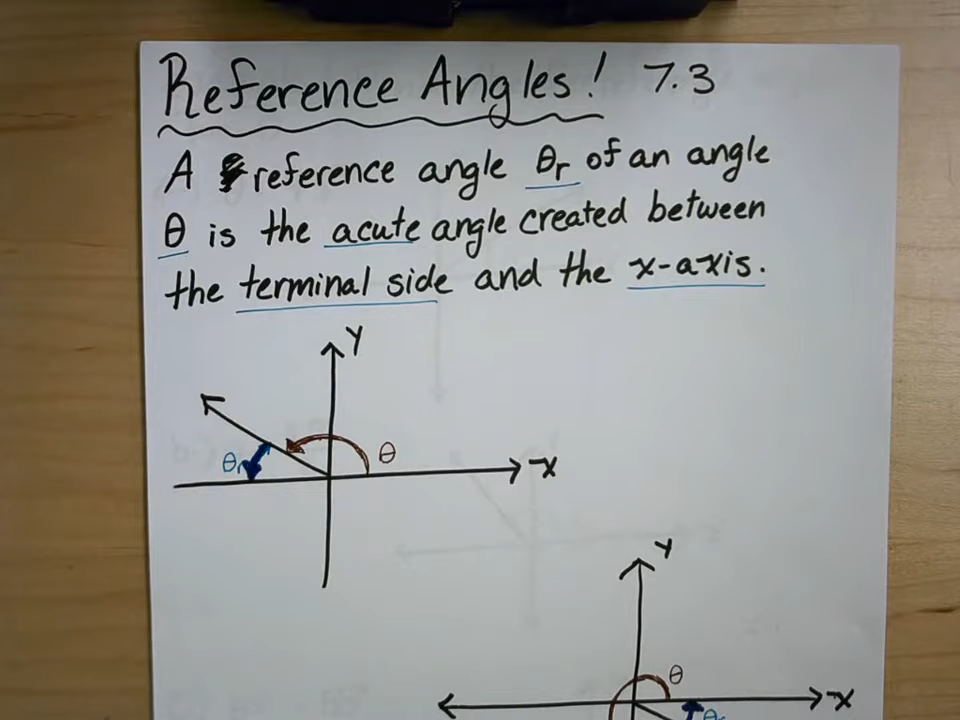 Reference Angles! 7.3
A reference angle θr of an angle
θ is the acute angle created between
the terminal side and the x-axis.
y
θr
θ
x
y
θ
x